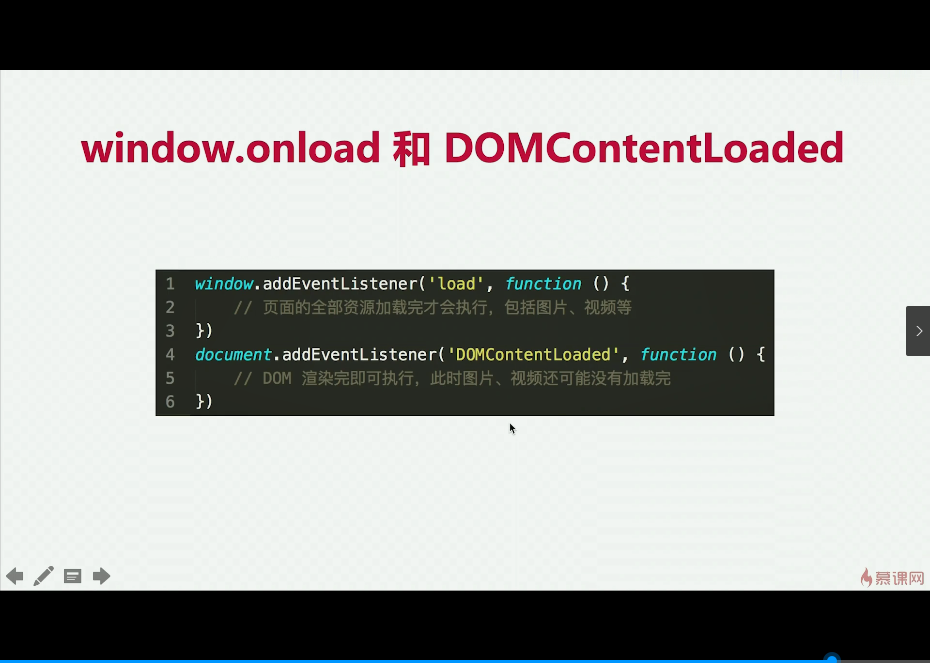 window.onload 和 DOMContentLoaded
1 window.addEventListener('load', function () {
2 // 页面的全部资源加载完才会执行，包括图片、视频等
3 })
4 document.addEventListener('DOMContentLoaded', function () {
5 // DOM 渲染完即可执行，此时图片、视频还可能没有加载完
6 })
慕课网